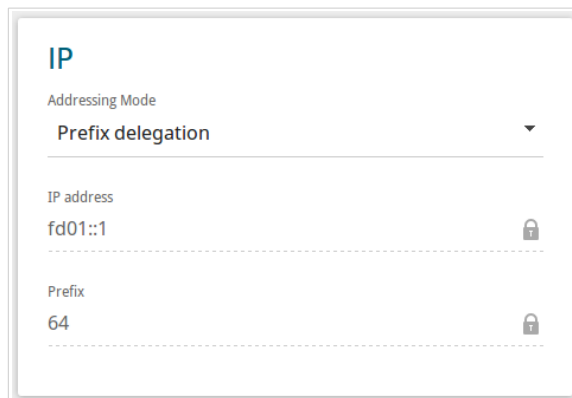 IP
Addressing Mode
Prefix delegation
IP address
fd01::1
Prefix
64